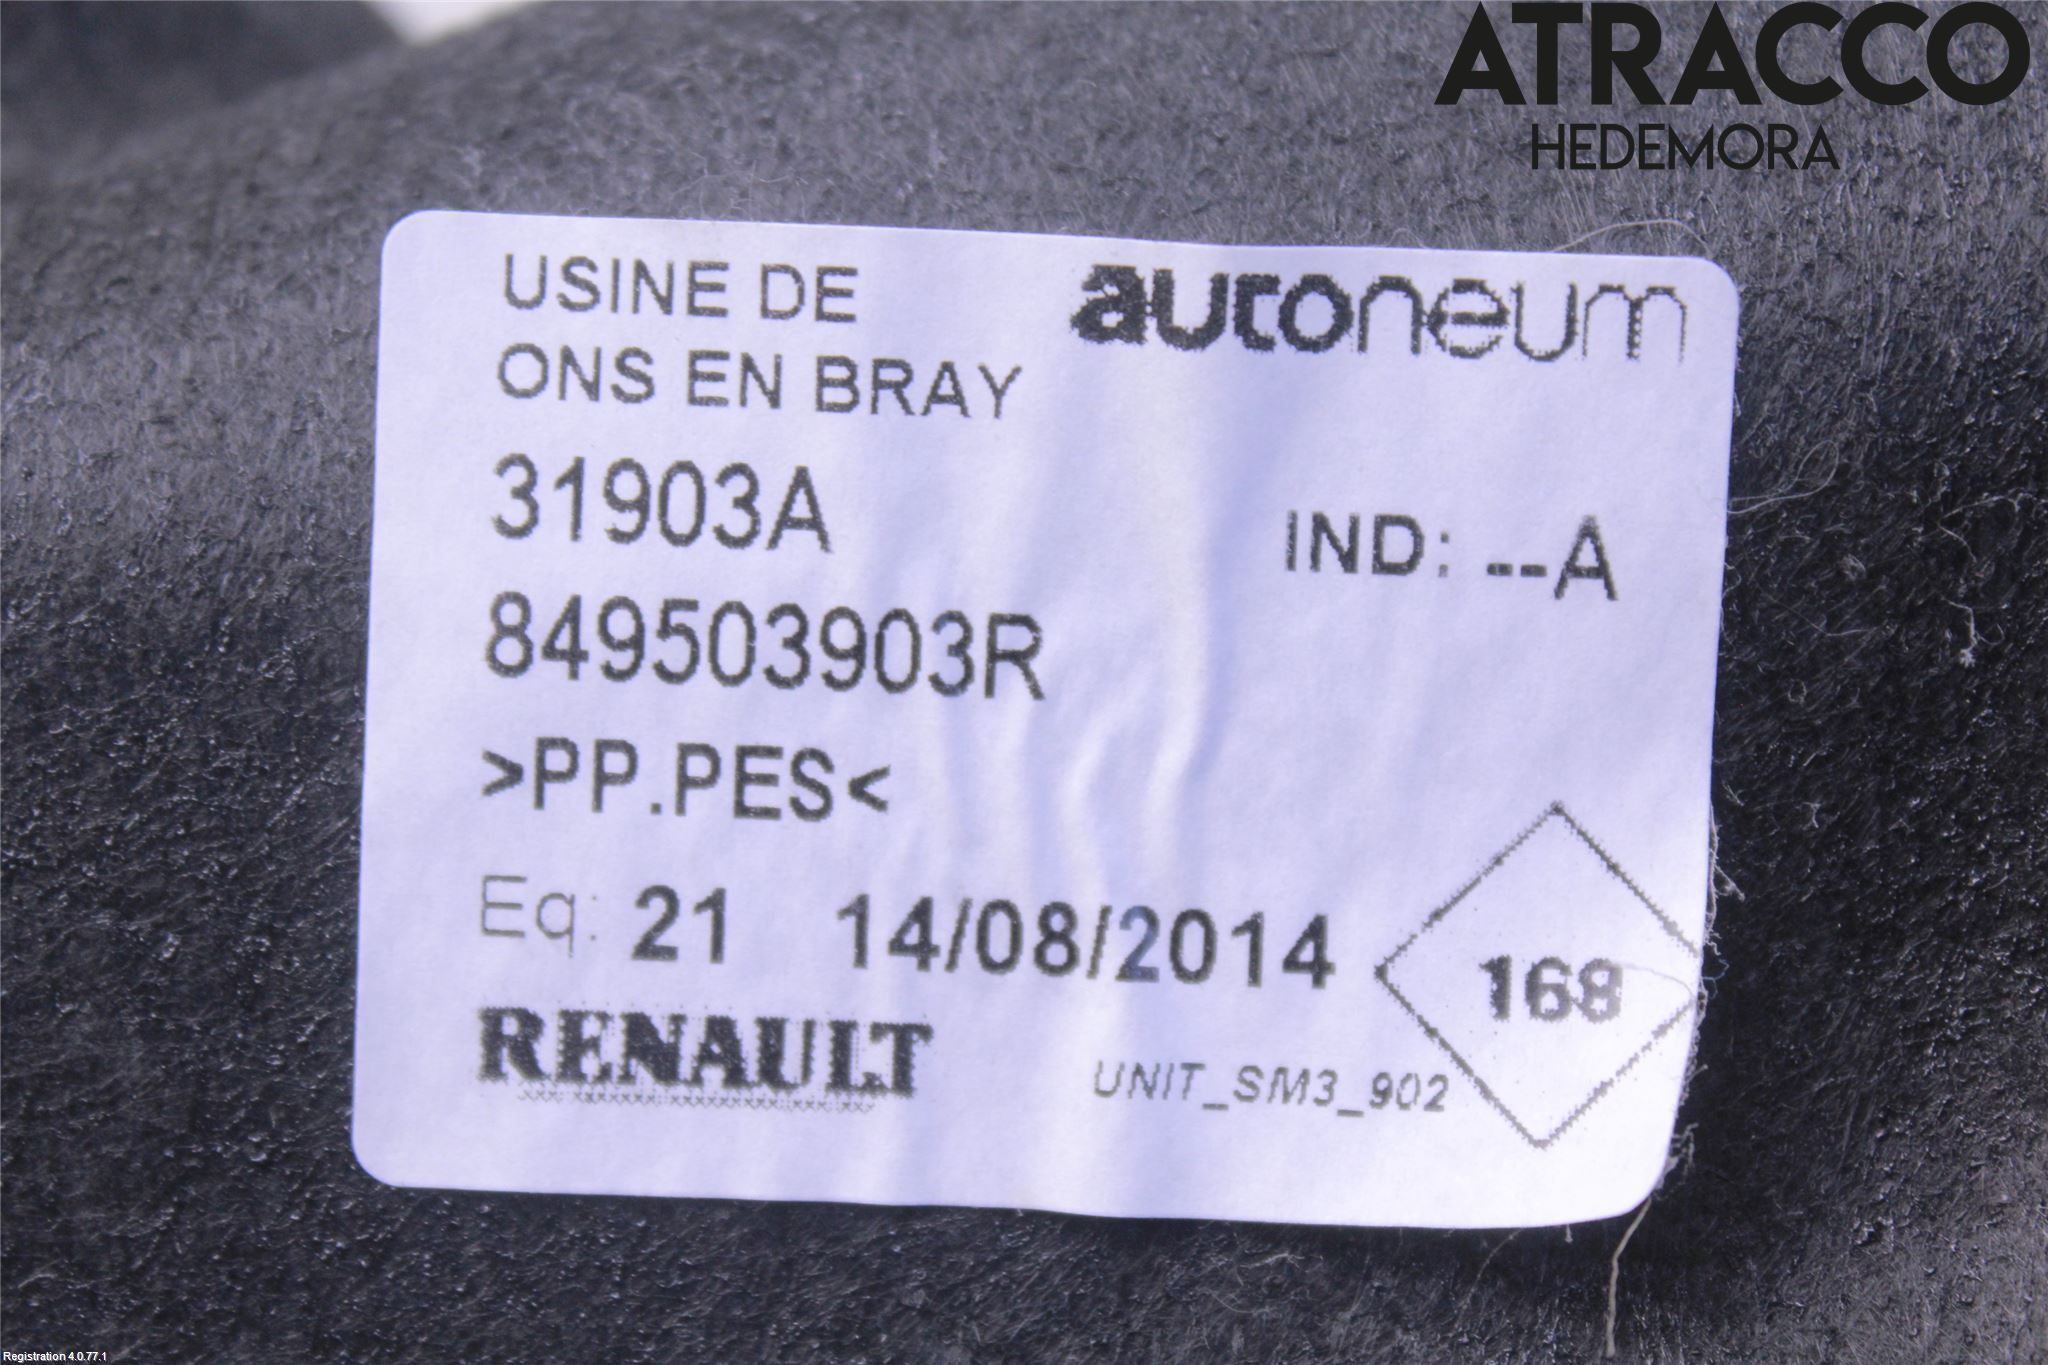 ATRACCO
HEDEMORA
USINE DE
ONS EN BRAY
autoneum
31903A
IND: --A
849503903R
>PP.PES<
Eq: 21 14/08/2014
168
RENAULT
UNIT_SM3_902
Registration 4.0.77.1